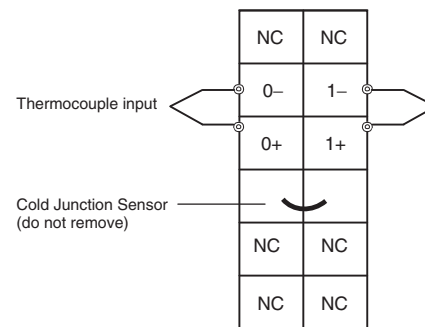 NC NC
Thermocouple input
0– 1–
0+ 1+
Cold Junction Sensor
(do not remove)
NC NC
NC NC